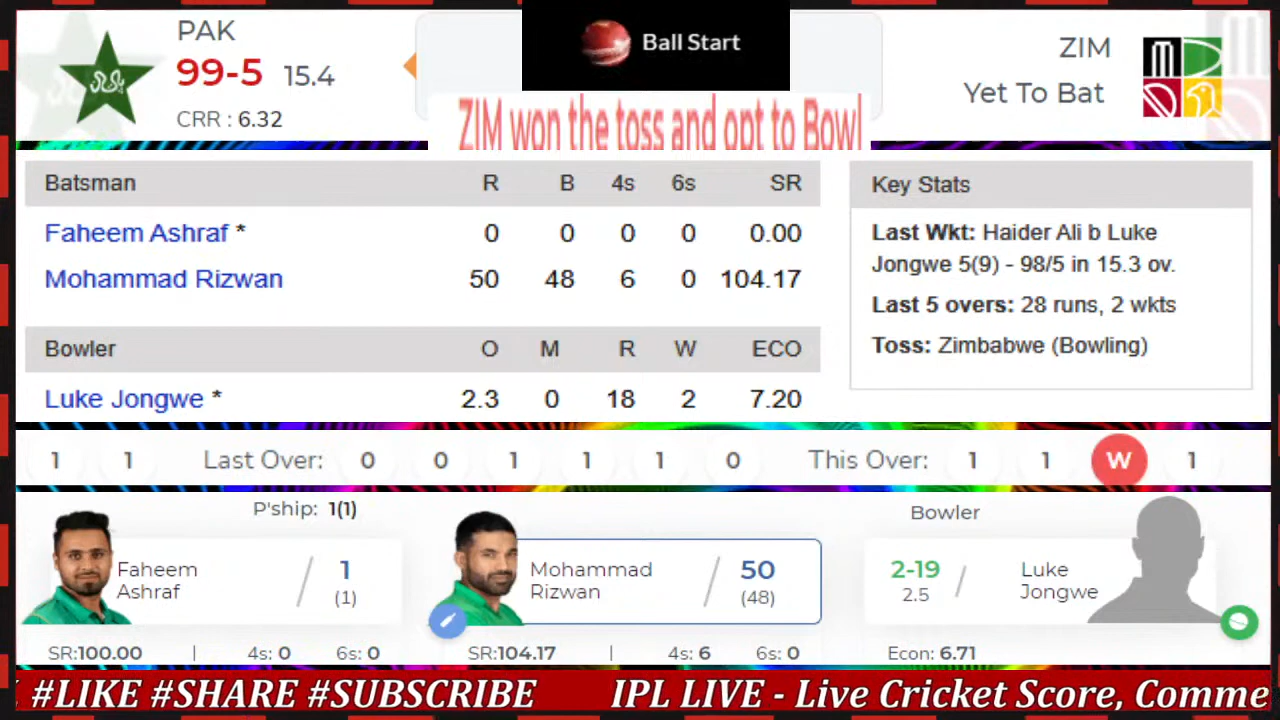 PAK
99-5 15.4
CRR : 6.32
Ball Start
ZIM won the toss and opt to Bowl
ZIM
Yet To Bat
Batsman R B 4s 6s SR
Faheem Ashraf * 0 0 0 0 0.00
Mohammad Rizwan 50 48 6 0 104.17
Bowler O M R W ECO
Luke Jongwe * 2.3 0 18 2 7.20
Key Stats
Last Wkt: Haider Ali b Luke
Jongwe 5(9) - 98/5 in 15.3 ov.
Last 5 overs: 28 runs, 2 wkts
Toss: Zimbabwe (Bowling)
1 1 Last Over: 0 0 1 1 1 0 This Over: 1 1 W 1
P'ship: 1(1)
Faheem
Ashraf
1
(1)
SR:100.00 | 4s: 0 6s: 0
Mohammad
Rizwan
50
(48)
SR:104.17 | 4s: 6 6s: 0
Bowler
2-19
2.5
Luke
Jongwe
Econ: 6.71
#LIKE #SHARE #SUBSCRIBE IPL LIVE - Live Cricket Score, Comme